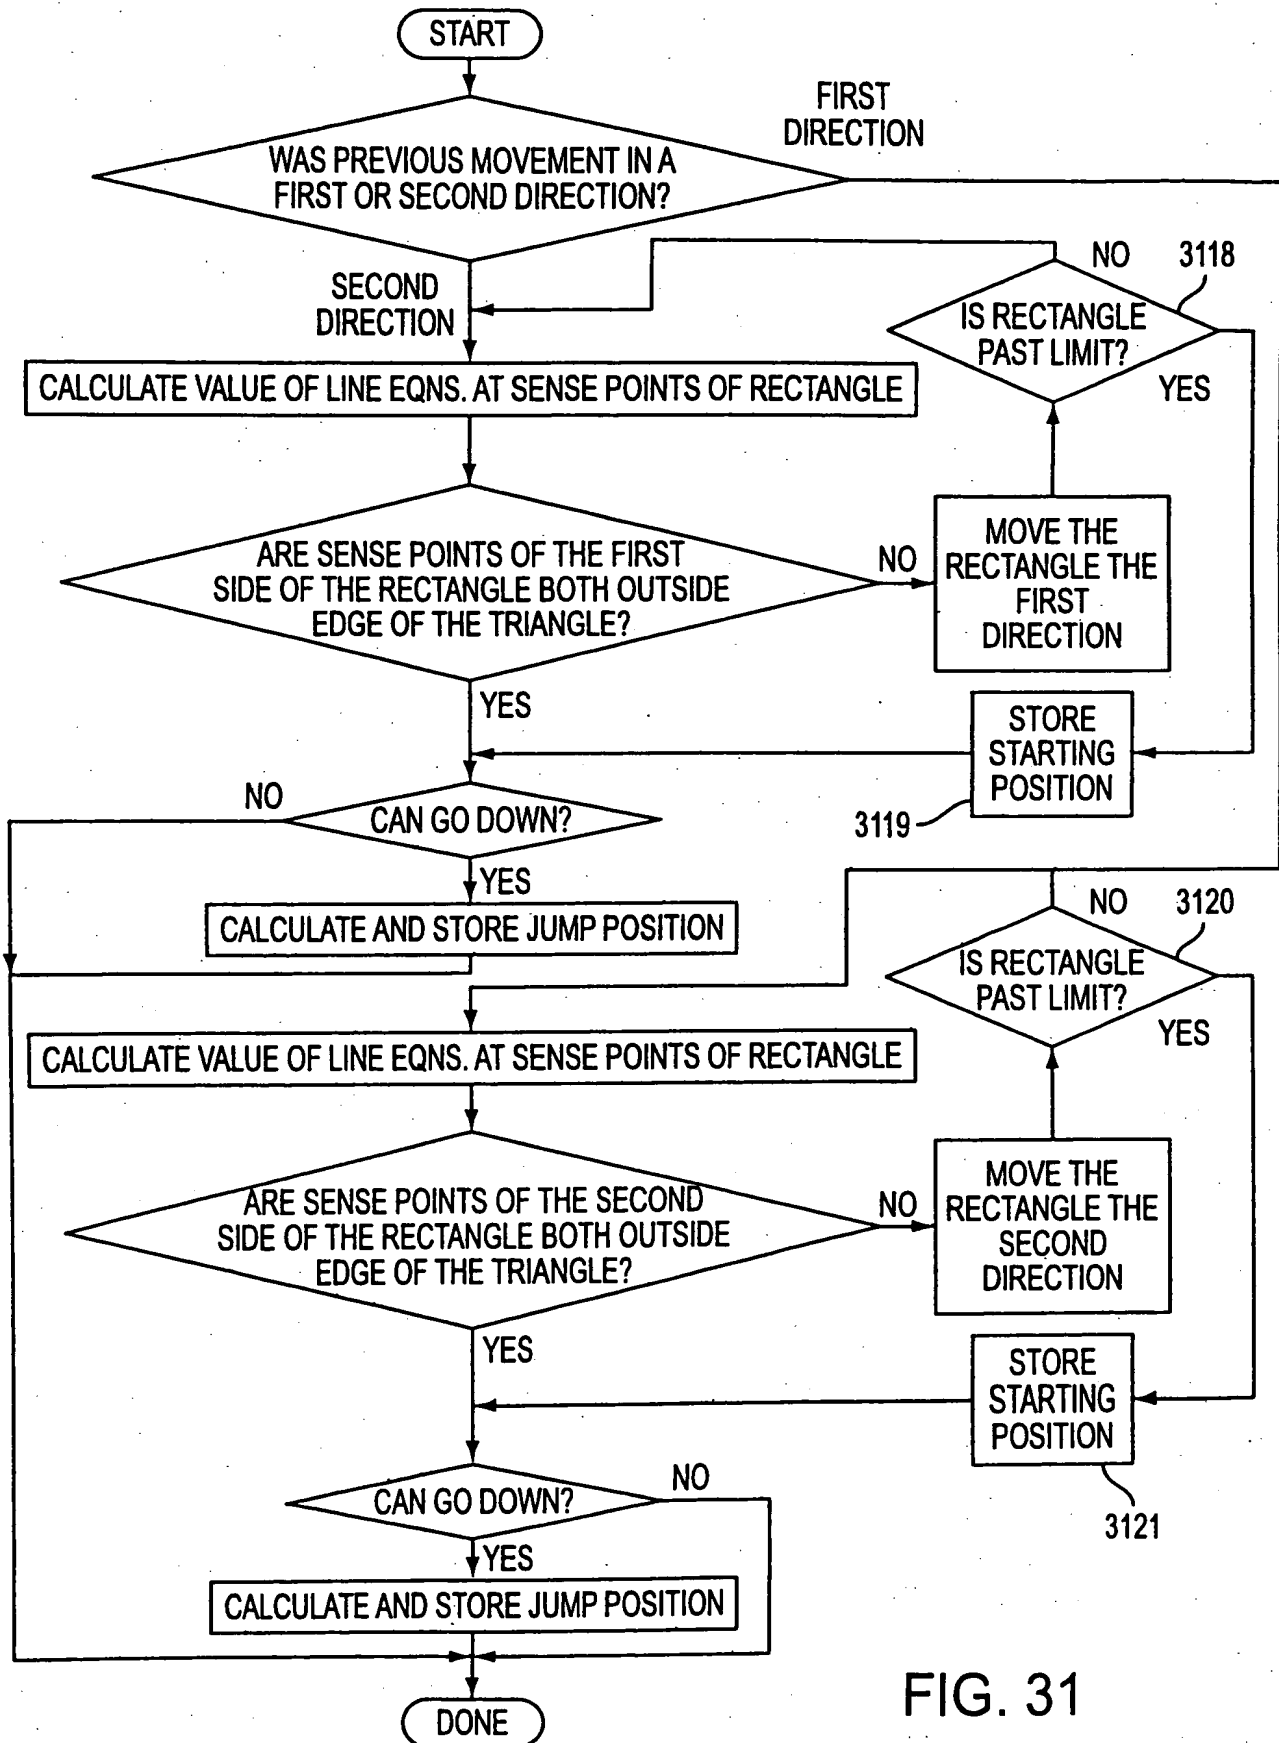 START
FIRST
DIRECTION
WAS PREVIOUS MOVEMENT IN A
FIRST OR SECOND DIRECTION?
SECOND
DIRECTION
NO
3118
IS RECTANGLE
PAST LIMIT?
YES
CALCULATE VALUE OF LINE EQNS. AT SENSE POINTS OF RECTANGLE
ARE SENSE POINTS OF THE FIRST
SIDE OF THE RECTANGLE BOTH OUTSIDE
EDGE OF THE TRIANGLE?
NO
MOVE THE
RECTANGLE THE
FIRST
DIRECTION
YES
STORE
STARTING
POSITION
3119
NO
CAN GO DOWN?
YES
CALCULATE AND STORE JUMP POSITION
NO
3120
IS RECTANGLE
PAST LIMIT?
YES
CALCULATE VALUE OF LINE EQNS. AT SENSE POINTS OF RECTANGLE
ARE SENSE POINTS OF THE SECOND
SIDE OF THE RECTANGLE BOTH OUTSIDE
EDGE OF THE TRIANGLE?
NO
MOVE THE
RECTANGLE THE
SECOND
DIRECTION
YES
STORE
STARTING
POSITION
3121
CAN GO DOWN?
NO
YES
CALCULATE AND STORE JUMP POSITION
DONE
FIG. 31